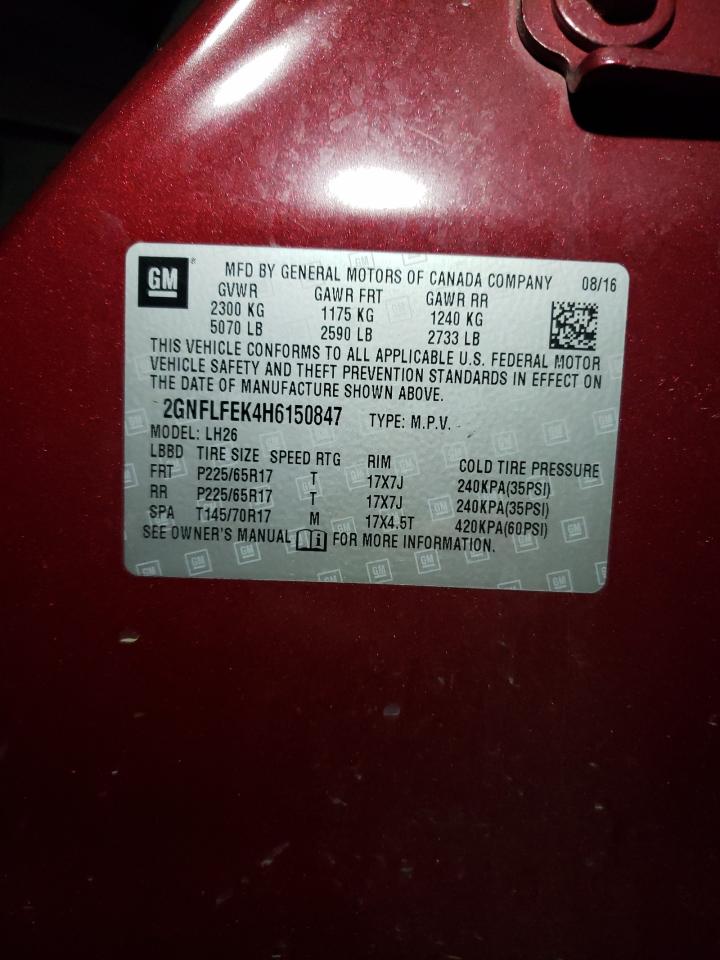 GM MFD BY GENERAL MOTORS OF CANADA COMPANY 08/16
GVWR GAWR FRT GAWR RR
2300 KG 1175 KG 1240 KG
5070 LB 2590 LB 2733 LB
THIS VEHICLE CONFORMS TO ALL APPLICABLE U.S. FEDERAL MOTOR
VEHICLE SAFETY AND THEFT PREVENTION STANDARDS IN EFFECT ON
THE DATE OF MANUFACTURE SHOWN ABOVE.
2GNFLFEK4H6150847 TYPE: M.P.V.
MODEL: LH26
LBBD TIRE SIZE SPEED RTG RIM COLD TIRE PRESSURE
FRT P225/65R17 T 17X7J 240KPA(35PSI)
RR P225/65R17 T 17X7J 240KPA(35PSI)
SPA T145/70R17 M 17X4.5T 420KPA(60PSI)
SEE OWNER'S MANUAL i FOR MORE INFORMATION.